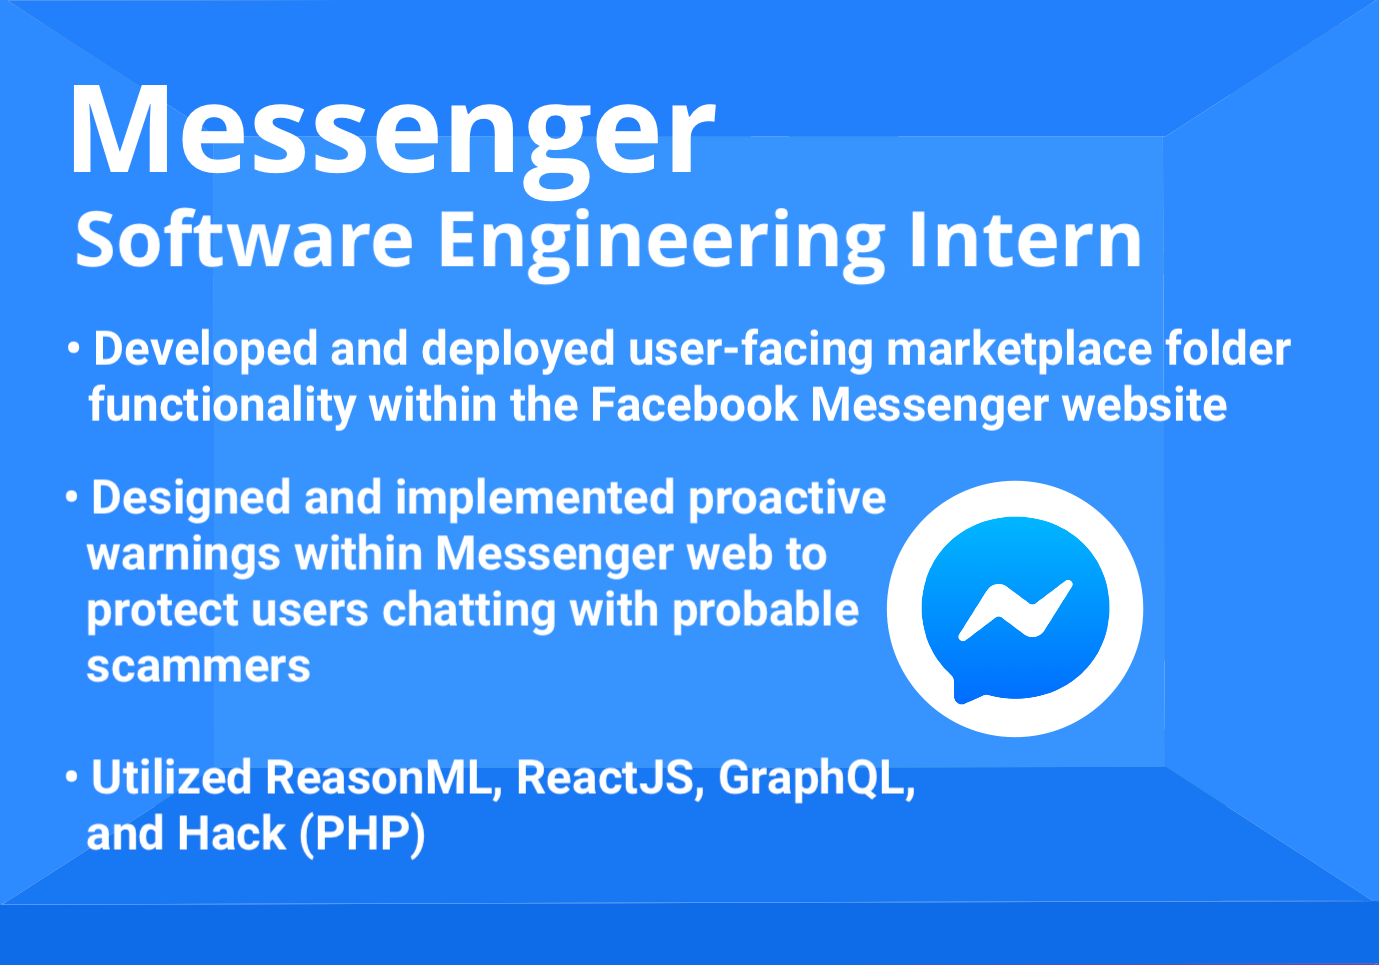 Messenger
Software Engineering Intern
• Developed and deployed user-facing marketplace folder
functionality within the Facebook Messenger website
• Designed and implemented proactive
warnings within Messenger web to
protect users chatting with probable
scammers
• Utilized ReasonML, ReactJS, GraphQL,
and Hack (PHP)